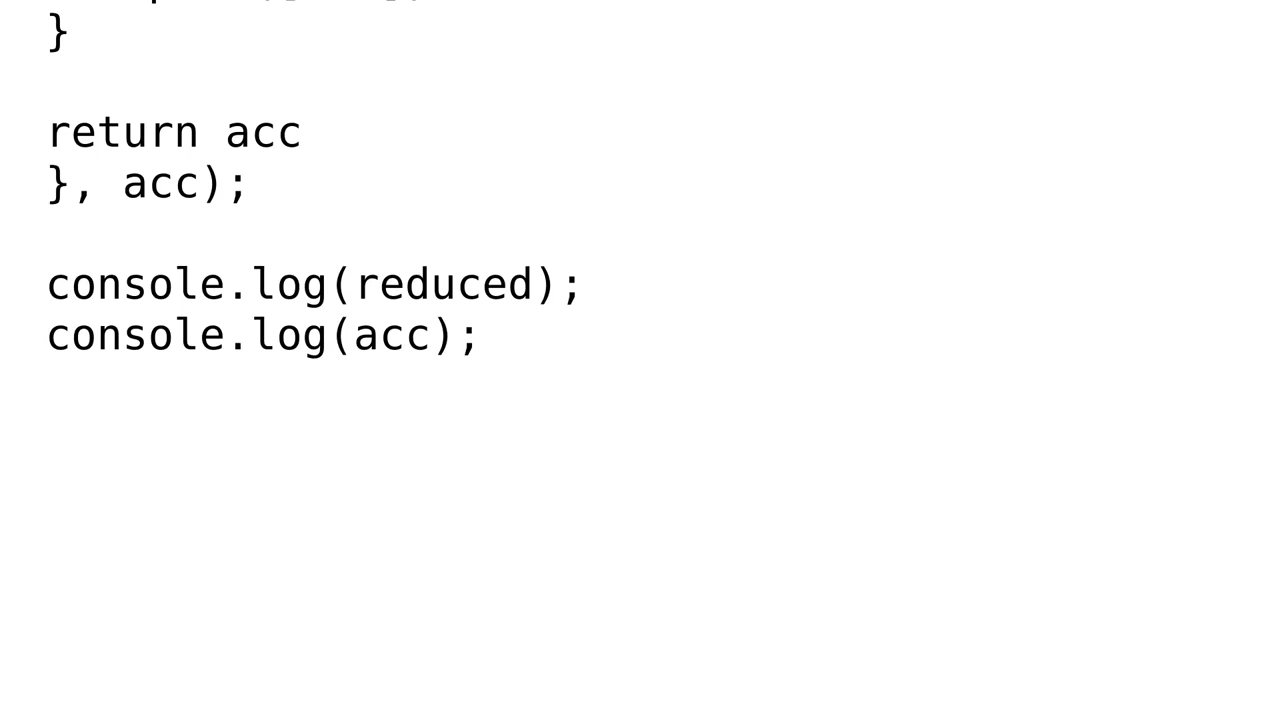 }
return acc
}, acc);
console.log(reduced);
console.log(acc);